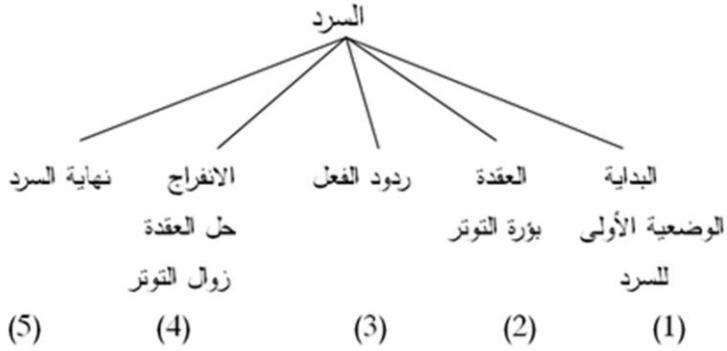 السرد
البداية العقدة ردود الفعل الانفراج نهاية السرد
الوضعية الأولى بؤرة التوتر حل العقدة
للسرد زوال التوتر
(1) (2) (3) (4) (5)